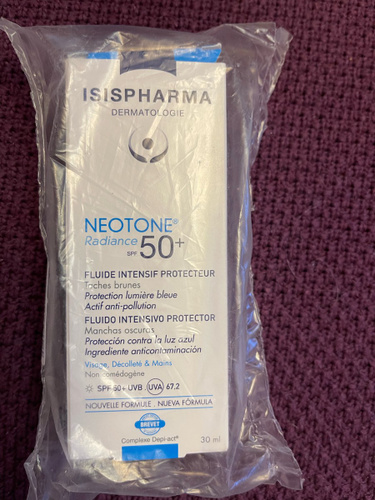 ISISPHARMA
DERMATOLOGIE
NEOTONE®
Radiance SPF 50+
FLUIDE INTENSIF PROTECTEUR
Taches brunes
Protection lumière bleue
Actif anti-pollution
FLUIDO INTENSIVO PROTECTOR
Manchas oscuras
Protección contra la luz azul
Ingrediente anticontaminación
Visage, Décolleté & Mains
Non comédogène
SPF 50+ UVB UVA 67,2
NOUVELLE FORMULE . NUEVA FÓRMULA
BREVET
Complexe Depi-act®
30 ml